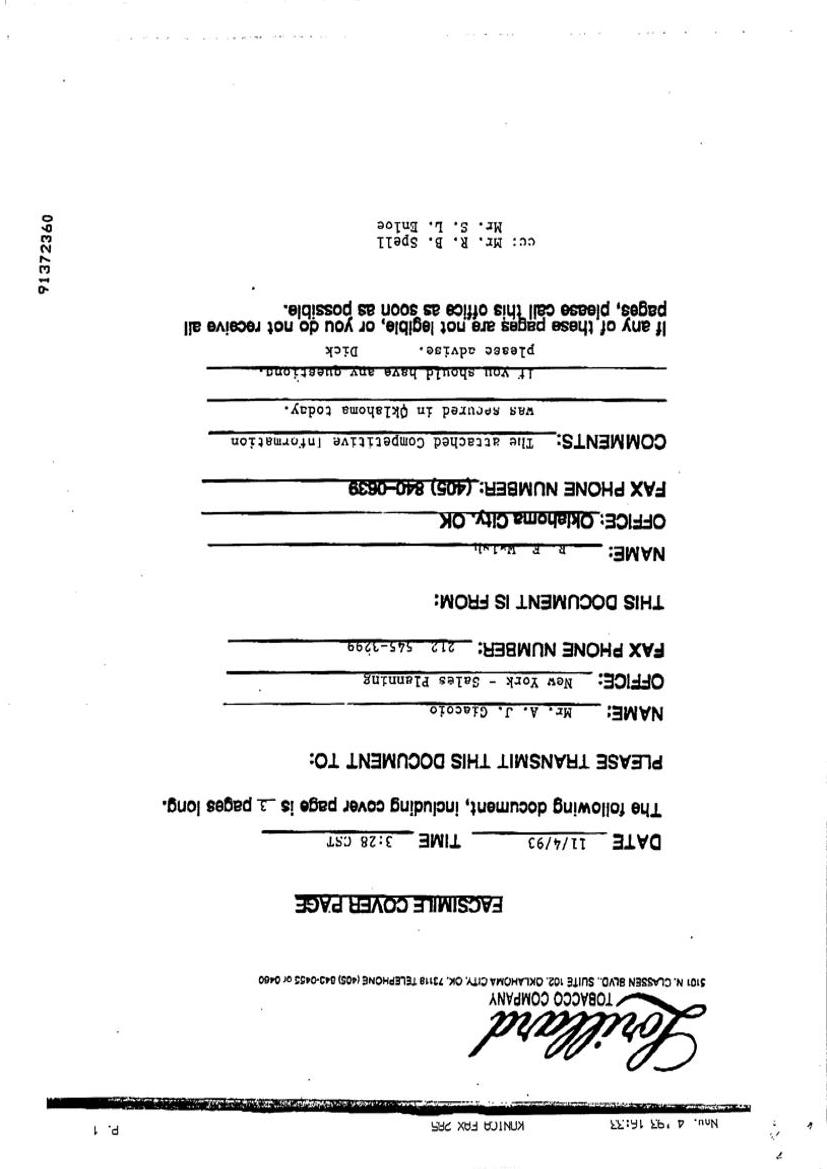 Nov. 4 '93 16:33 KONICA FAX 285 P. 1
Lorillard
TOBACCO COMPANY
5101 N. CLASSEN BLVD., SUITE 102, OKLAHOMA CITY, OK, 73118 TELEPHONE (405) 843-0455 or 0460
FACSIMILE COVER PAGE
DATE 11/4/93 TIME 3:28 CST
The following document, including cover page is pages long.
PLEASE TRANSMIT THIS DOCUMENT TO:
NAME: Mr. A. J. Giacoio
OFFICE: New York - Sales Planning
FAX PHONE NUMBER: 212 545-3299
THIS DOCUMENT IS FROM:
NAME: R. F. Walsh
OFFICE: Oklahoma City, OK
FAX PHONE NUMBER: (405) 840-0639
COMMENTS: The attached Competitive Information
was secured in Oklahoma today.
If you should have any questions,
please advise. Dick
If any of these pages are not legible, or you do not receive all
pages, please call this office as soon as possible.
cc: Mr. R. B. Spell
Mr. S. L. Enloe
91372360